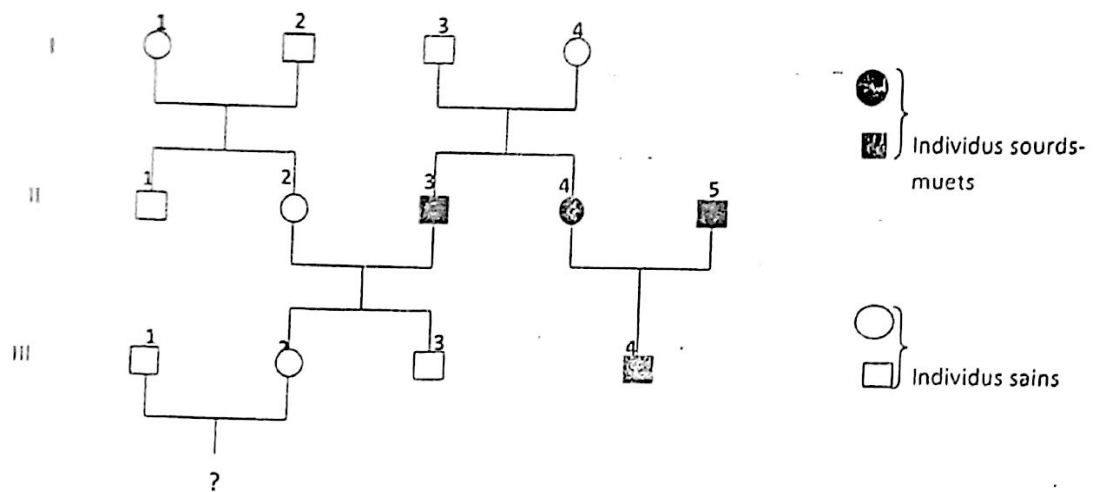 1 2 3 4
I
Individus sourds-
muets
1 2 3 4 5
II
1 2 3 4
III
Individus sains
?